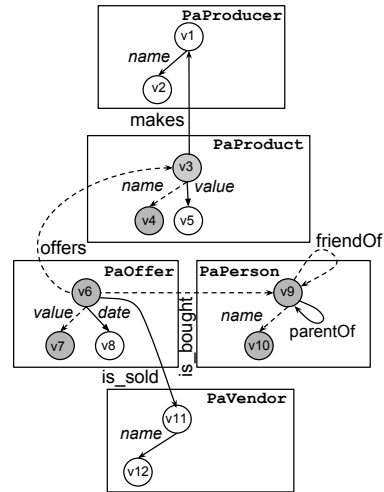 PaProducer
v1
name
v2
makes
PaProduct
v3
name value
v4 v5
offers
friendOf
PaOffer PaPerson
v6 v9
value date name parentOf
v7 v8 v10
is_sold is_bought
PaVendor
v11
name
v12